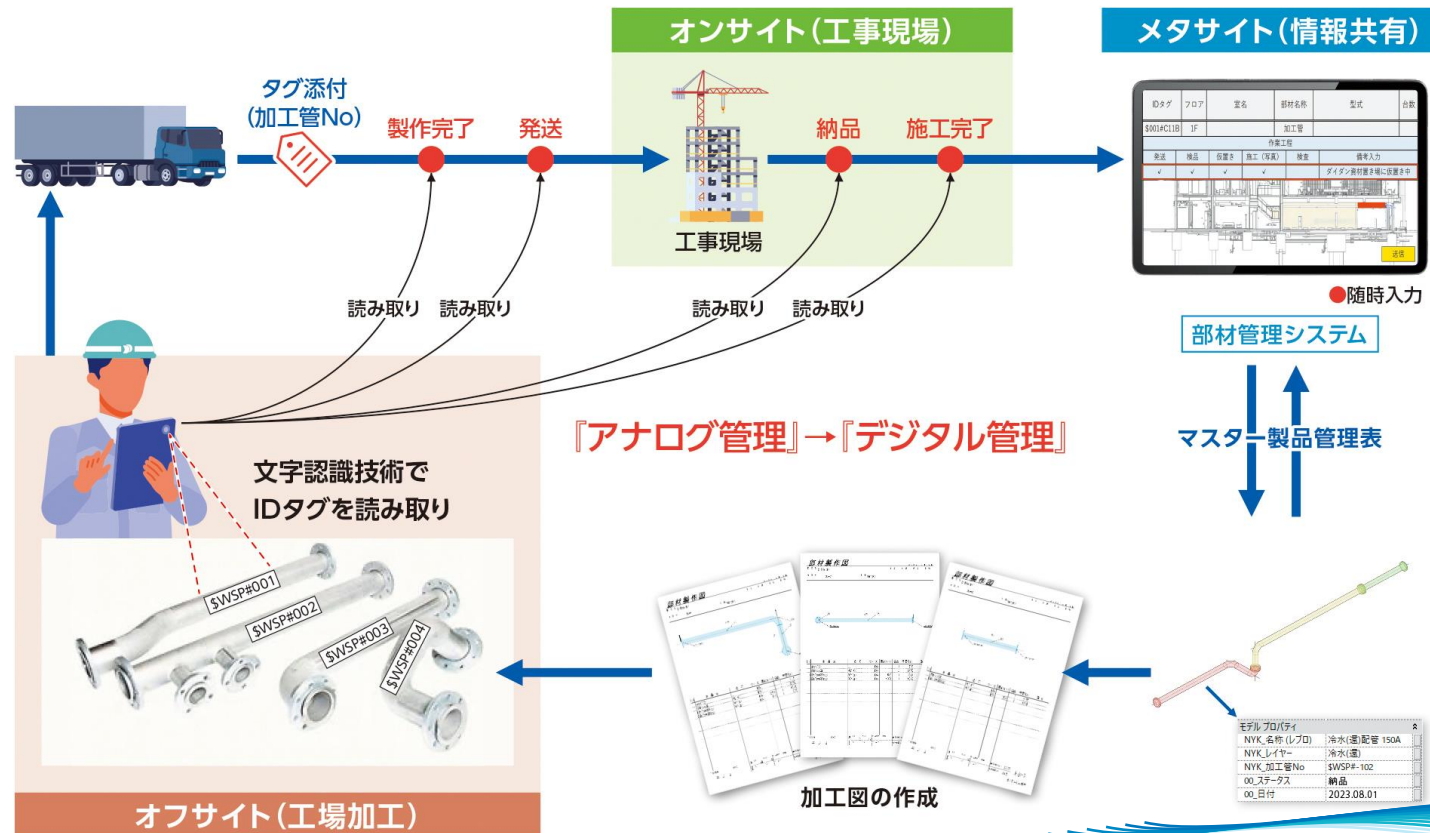 オンサイト(工事現場)
メタサイト(情報共有)
タグ添付
(加工管No)
製作完了
発送
納品
施工完了
工事現場
IDタグ
フロア
室名
部材名称
型式
台数
$001#C11B
1F
加工管
作業工程
発送
検品
仮置き
施工(写真)
検査
備考入力
✓
✓
✓
✓
ダイダン資材置き場に仮置き中
送信
●随時入力
読み取り
読み取り
読み取り
読み取り
部材管理システム
『アナログ管理』→『デジタル管理』
マスター製品管理表
文字認識技術で
IDタグを読み取り
$WSP#001
$WSP#002
$WSP#003
$WSP#004
部材製作図
部材製作図
部材製作図
加工図の作成
モデル プロパティ
NYK_名称(レブロ) 冷水(還)配管 150A
NYK_レイヤー 冷水(還)
NYK_加工管No $WSP#-102
00_ステータス 納品
00_日付 2023.08.01
オフサイト(工場加工)